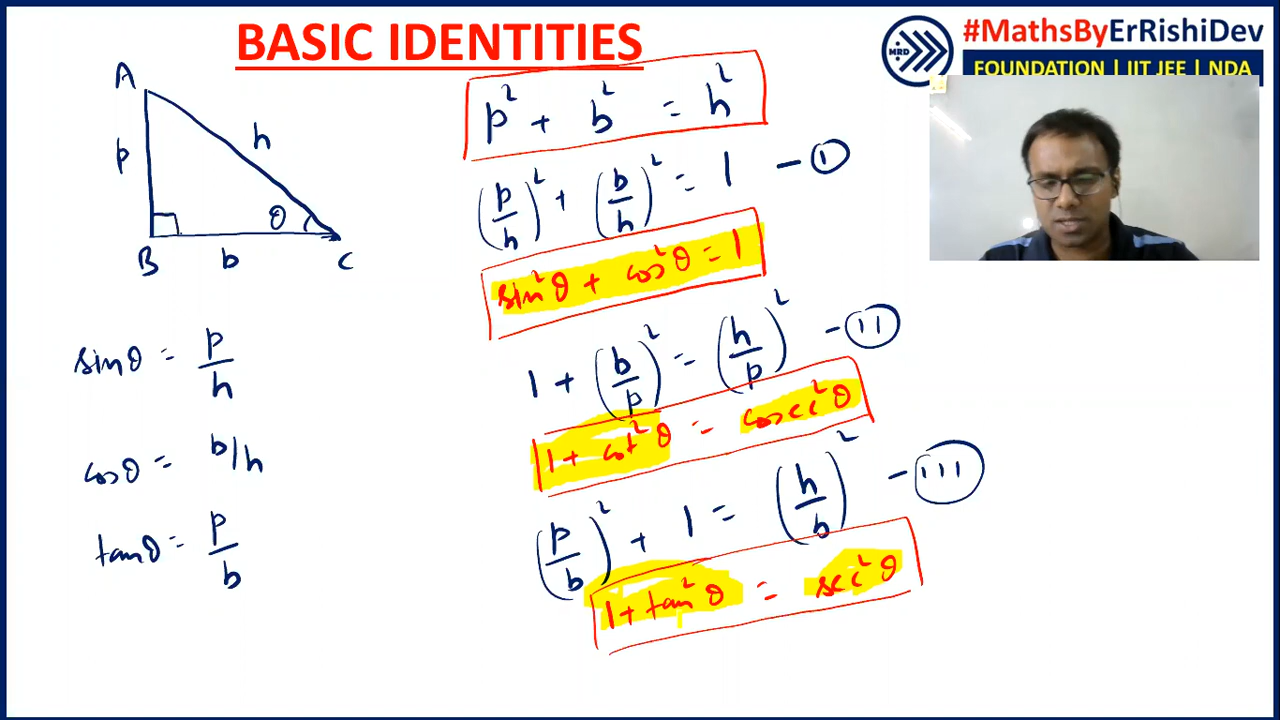 BASIC IDENTITIES
#MathsByErRishiDev
FOUNDATION | IIT JEE | NDA
MRD
A
p
h
θ
B
b
C
sinθ = p/h
cosθ = b/h
tanθ = p/b
p² + b² = h²
(p/h)² + (b/h)² = 1 - (I)
sin²θ + cos²θ = 1
1 + (b/p)² = (h/p)² - (II)
1 + cot²θ = cosec²θ
(p/b)² + 1 = (h/b)² - (III)
1 + tan²θ = sec²θ